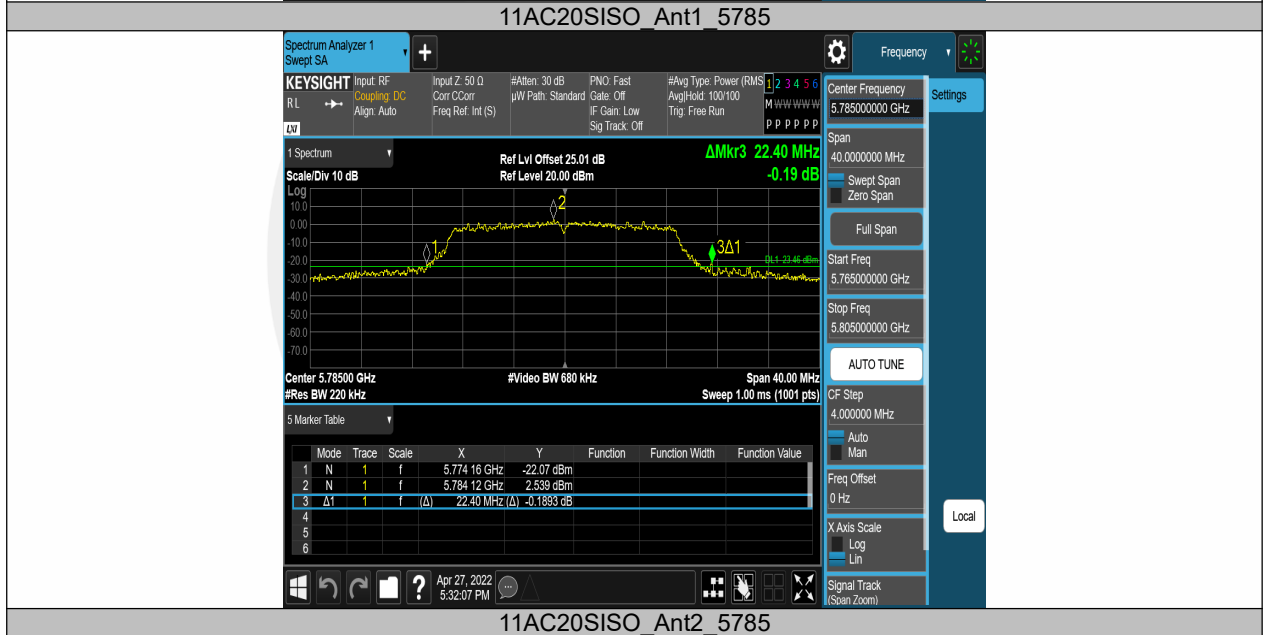 11AC20SISO_Ant1_5785
Spectrum Analyzer 1
Swept SA
+
Frequency
KEYSIGHT
RL
LXI
Input: RF
Coupling: DC
Align: Auto
Input Z: 50 Ω
Corr CCorr
Freq Ref: Int (S)
#Atten: 30 dB
µW Path: Standard
PNO: Fast
Gate: Off
IF Gain: Low
Sig Track: Off
#Avg Type: Power (RMS
Avg|Hold: 100/100
Trig: Free Run
1 2 3 4 5 6
M W W W W W
P P P P P P
1 Spectrum
Scale/Div 10 dB
Ref Lvl Offset 25.01 dB
Ref Level 20.00 dBm
ΔMkr3 22.40 MHz
-0.19 dB
Log
10.0
0.00
-10.0
-20.0
-30.0
-40.0
-50.0
-60.0
-70.0
1
2
3Δ1
DL1 -23.46 dBm
Center 5.78500 GHz
#Video BW 680 kHz
Span 40.00 MHz
#Res BW 220 kHz
Sweep 1.00 ms (1001 pts)
5 Marker Table
Mode Trace Scale X Y Function Function Width Function Value
1 N 1 f 5.774 16 GHz -22.07 dBm
2 N 1 f 5.784 12 GHz 2.539 dBm
3 Δ1 1 f (Δ) 22.40 MHz (Δ) -0.1893 dB
4
5
6
?
Apr 27, 2022
5:32:07 PM
Center Frequency
5.785000000 GHz
Span
40.0000000 MHz
Swept Span
Zero Span
Full Span
Start Freq
5.765000000 GHz
Stop Freq
5.805000000 GHz
AUTO TUNE
CF Step
4.000000 MHz
Auto
Man
Freq Offset
0 Hz
X Axis Scale
Log
Lin
Signal Track
(Span Zoom)
Settings
Local
11AC20SISO_Ant2_5785